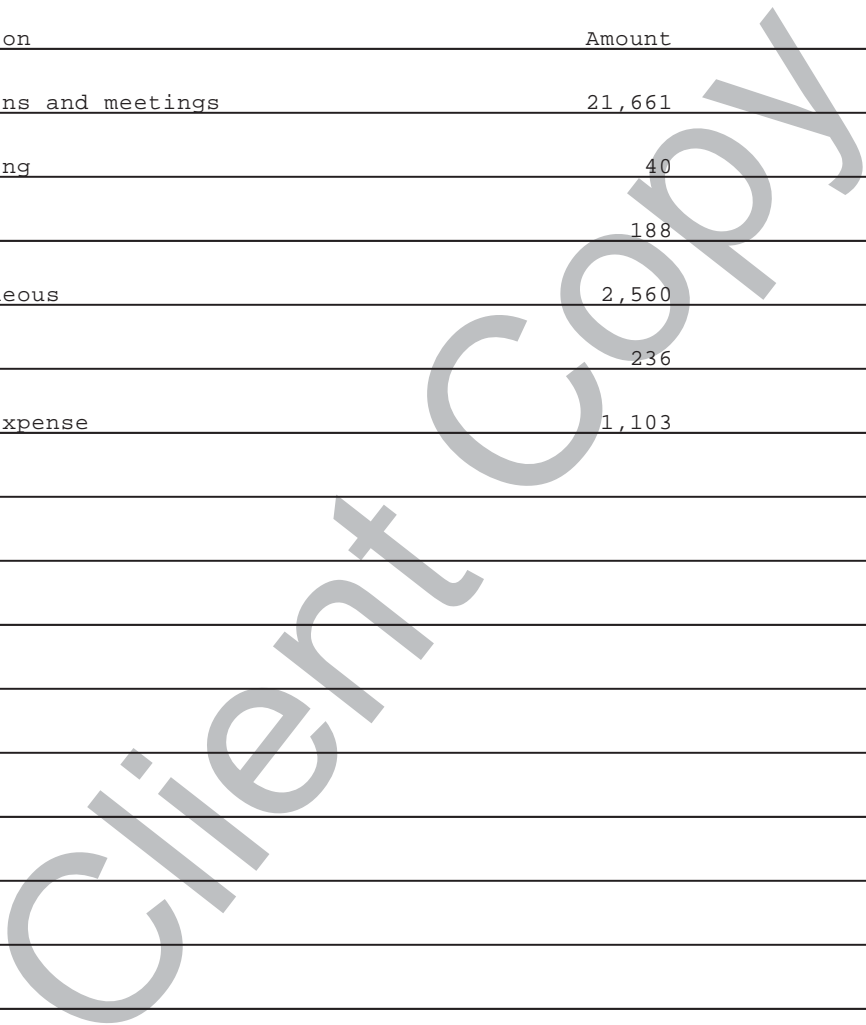 on Amount
ns and meetings 21,661
ng 40
188
eous 2,560
236
xpense 1,103
Client Copy